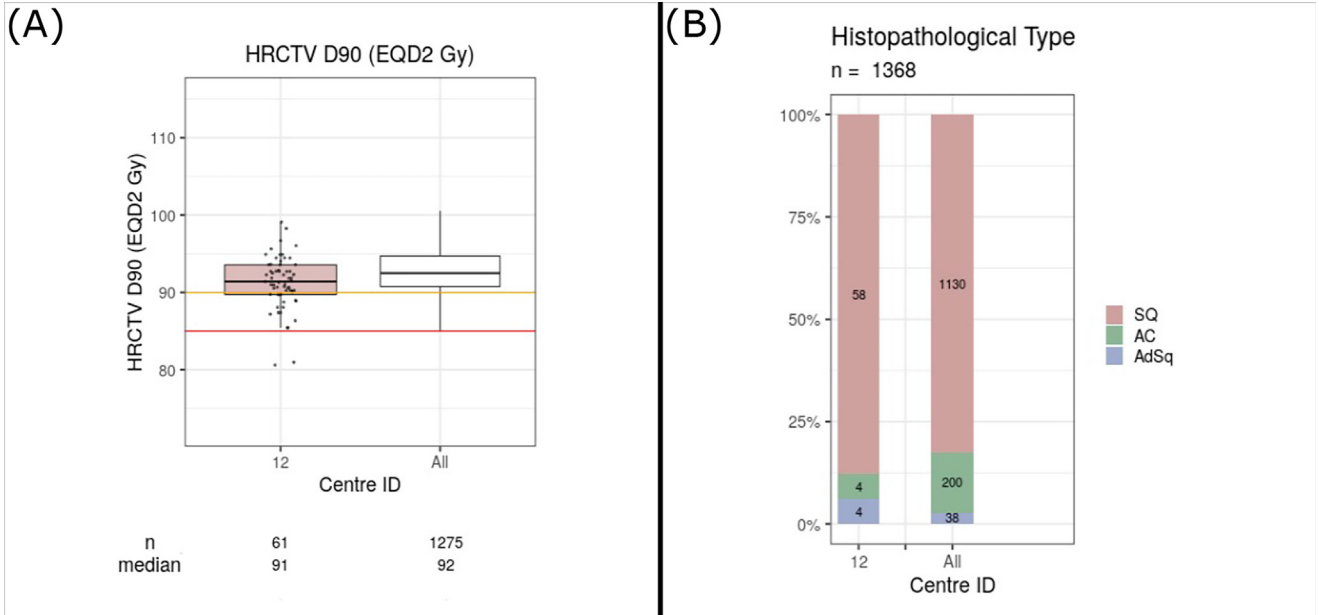 (A)
HRCTV D90 (EQD2 Gy)
HRCTV D90 (EQD2 Gy)
110
100
90
80
12 All
Centre ID
n 61 1275
median 91 92
(B)
Histopathological Type
n = 1368
100%
75%
50%
25%
0%
58
4
4
1130
200
38
12 All
Centre ID
SQ
AC
AdSq